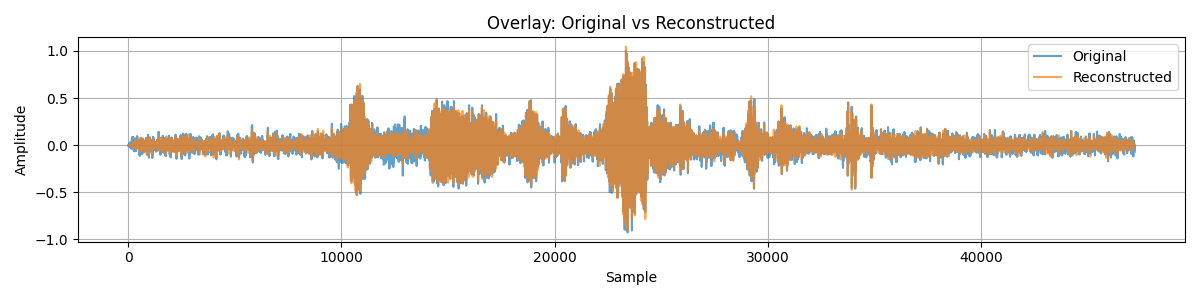 Overlay: Original vs Reconstructed
1.0
0.5
0.0
−0.5
−1.0
Amplitude
Original
Reconstructed
0
10000
20000
30000
40000
Sample